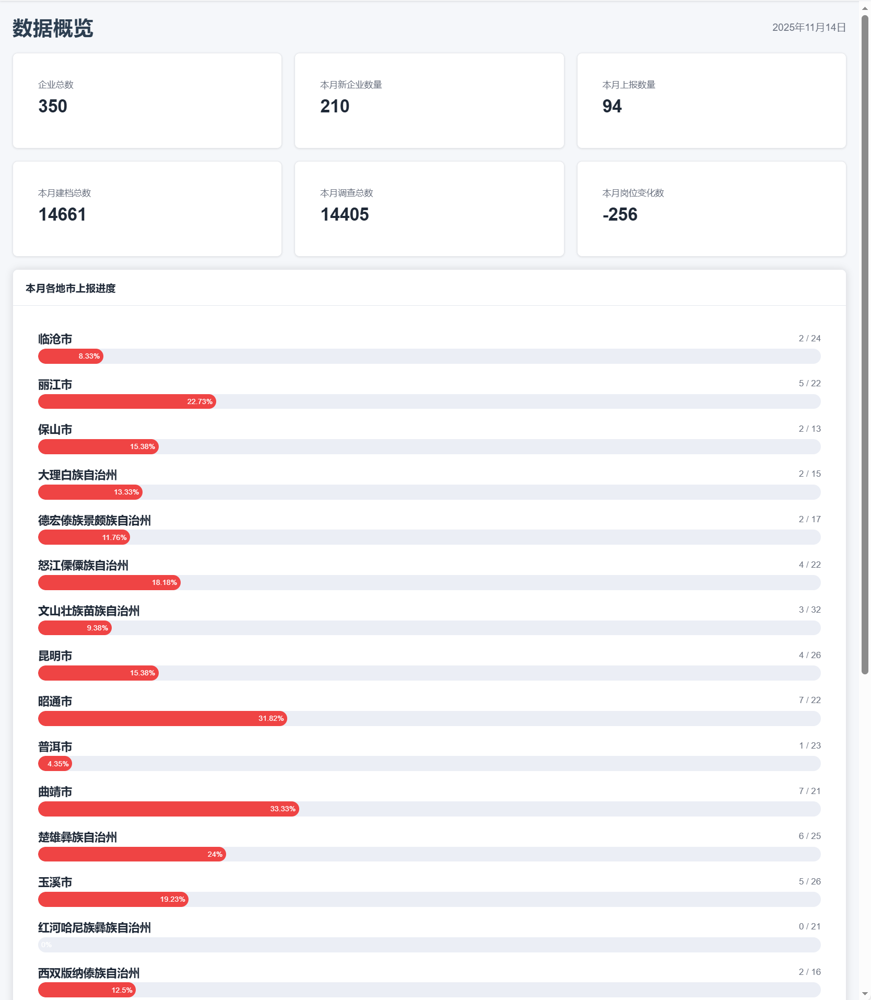 数据概览
2025年11月14日
企业总数
350
本月新企业数量
210
本月上报数量
94
本月建档总数
14661
本月调查总数
14405
本月岗位变化数
-256
本月各地市上报进度
临沧市
2 / 24
8.33%
丽江市
5 / 22
22.73%
保山市
2 / 13
15.38%
大理白族自治州
2 / 15
13.33%
德宏傣族景颇族自治州
2 / 17
11.76%
怒江傈僳族自治州
4 / 22
18.18%
文山壮族苗族自治州
3 / 32
9.38%
昆明市
4 / 26
15.38%
昭通市
7 / 22
31.82%
普洱市
1 / 23
4.35%
曲靖市
7 / 21
33.33%
楚雄彝族自治州
6 / 25
24%
玉溪市
5 / 26
19.23%
红河哈尼族彝族自治州
0 / 21
0%
西双版纳傣族自治州
2 / 16
12.5%